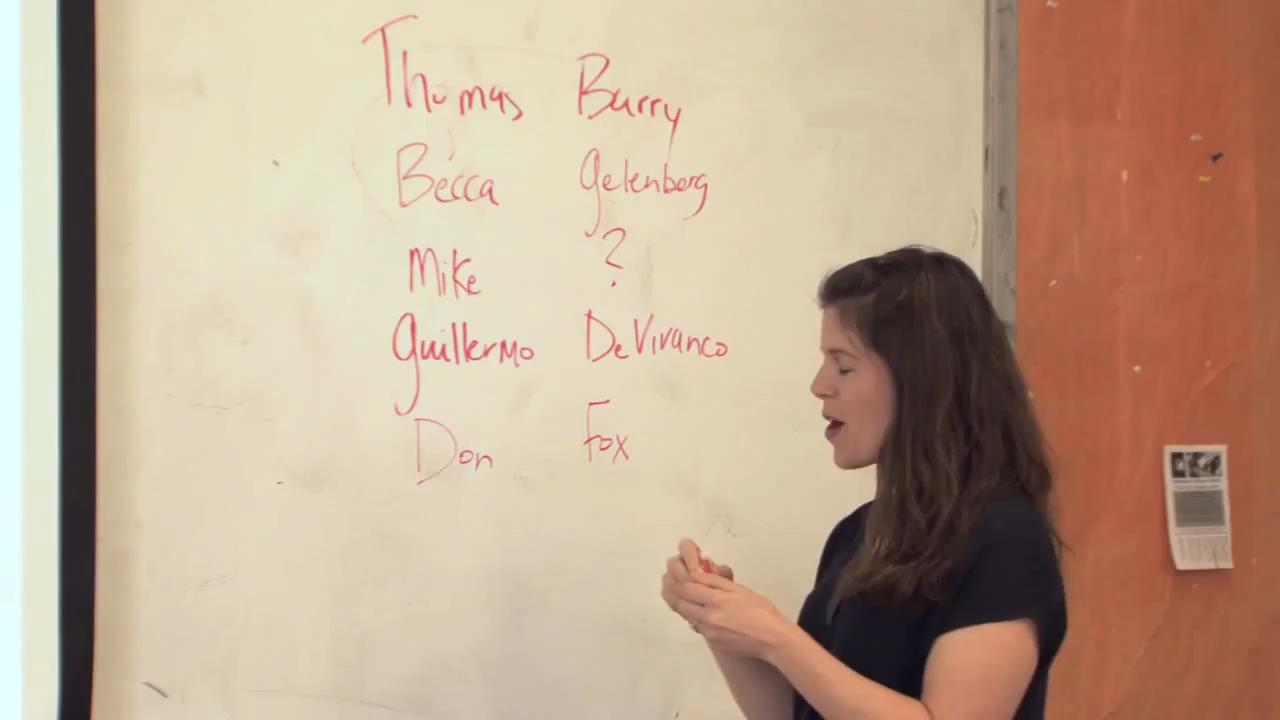 Thomas Burry
Becca Gelenberg
Mike ?
Guillermo DeVivanco
Don Fox